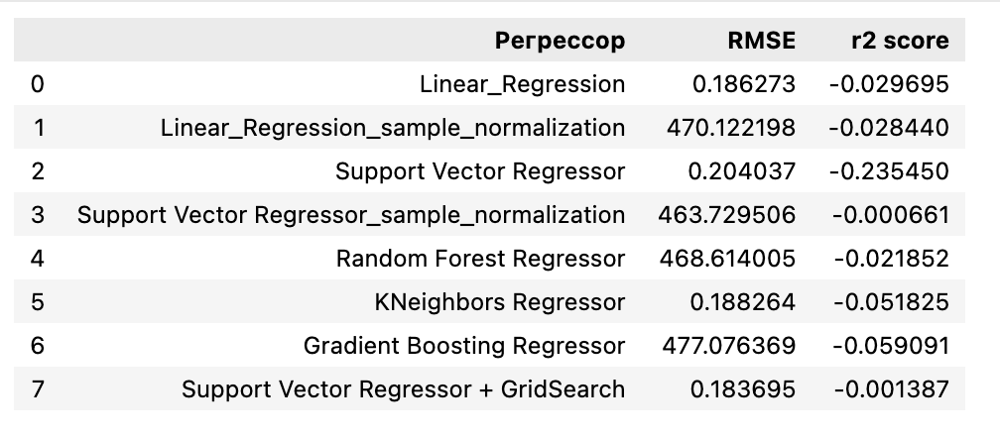 Регрессор RMSE r2 score
0 Linear_Regression 0.186273 -0.029695
1 Linear_Regression_sample_normalization 470.122198 -0.028440
2 Support Vector Regressor 0.204037 -0.235450
3 Support Vector Regressor_sample_normalization 463.729506 -0.000661
4 Random Forest Regressor 468.614005 -0.021852
5 KNeighbors Regressor 0.188264 -0.051825
6 Gradient Boosting Regressor 477.076369 -0.059091
7 Support Vector Regressor + GridSearch 0.183695 -0.001387